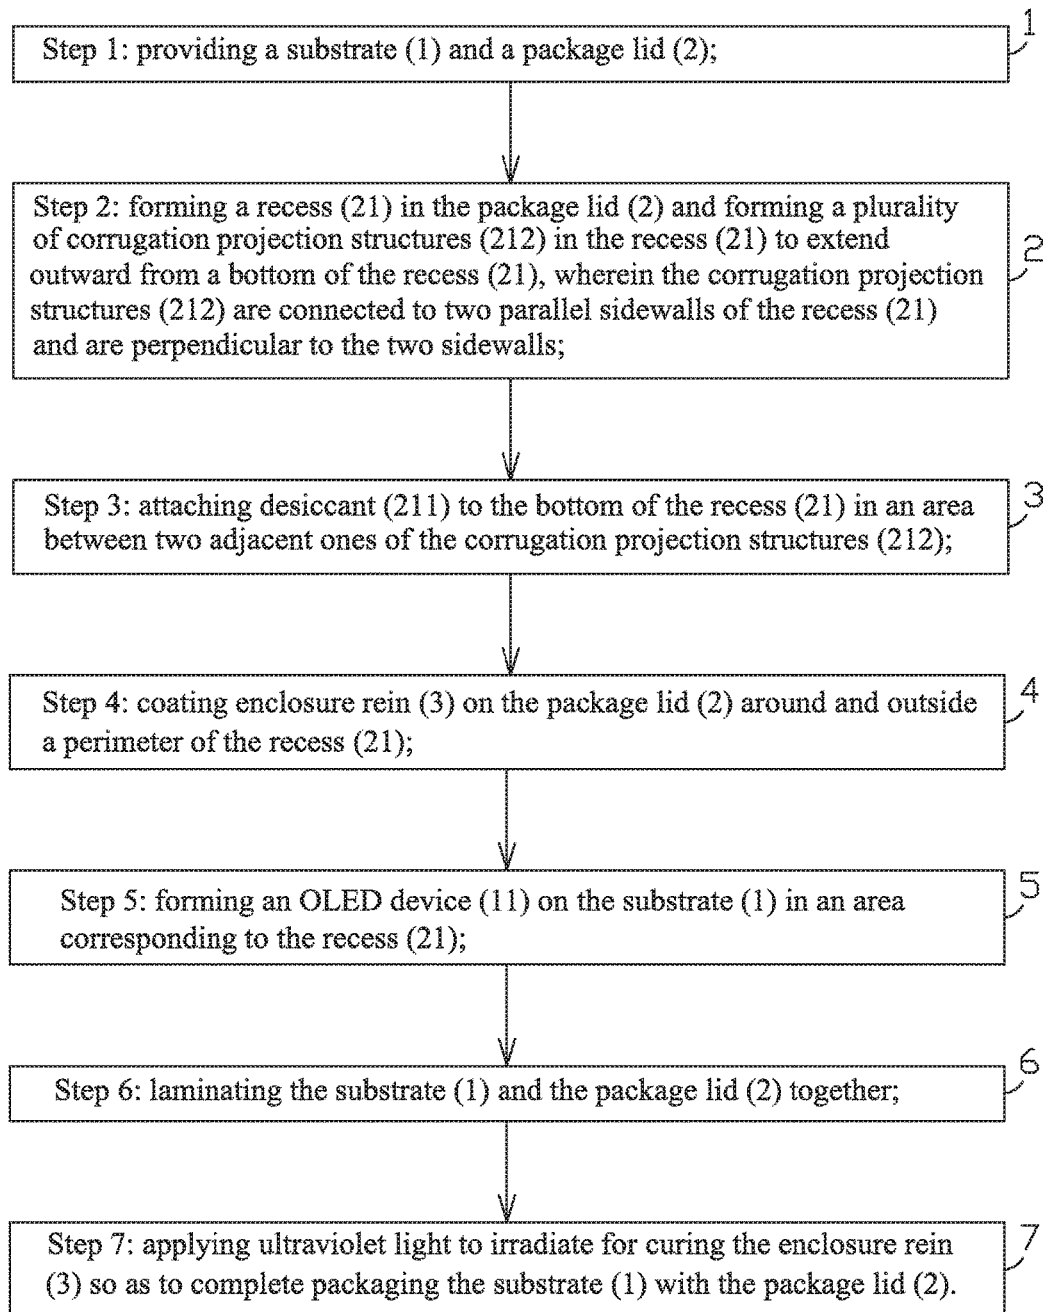 1
Step 1: providing a substrate (1) and a package lid (2);
Step 2: forming a recess (21) in the package lid (2) and forming a plurality
of corrugation projection structures (212) in the recess (21) to extend
outward from a bottom of the recess (21), wherein the corrugation projection
structures (212) are connected to two parallel sidewalls of the recess (21)
and are perpendicular to the two sidewalls;
2
Step 3: attaching desiccant (211) to the bottom of the recess (21) in an area
between two adjacent ones of the corrugation projection structures (212);
3
Step 4: coating enclosure rein (3) on the package lid (2) around and outside
a perimeter of the recess (21);
4
Step 5: forming an OLED device (11) on the substrate (1) in an area
corresponding to the recess (21);
5
Step 6: laminating the substrate (1) and the package lid (2) together;
6
Step 7: applying ultraviolet light to irradiate for curing the enclosure rein
(3) so as to complete packaging the substrate (1) with the package lid (2).
7